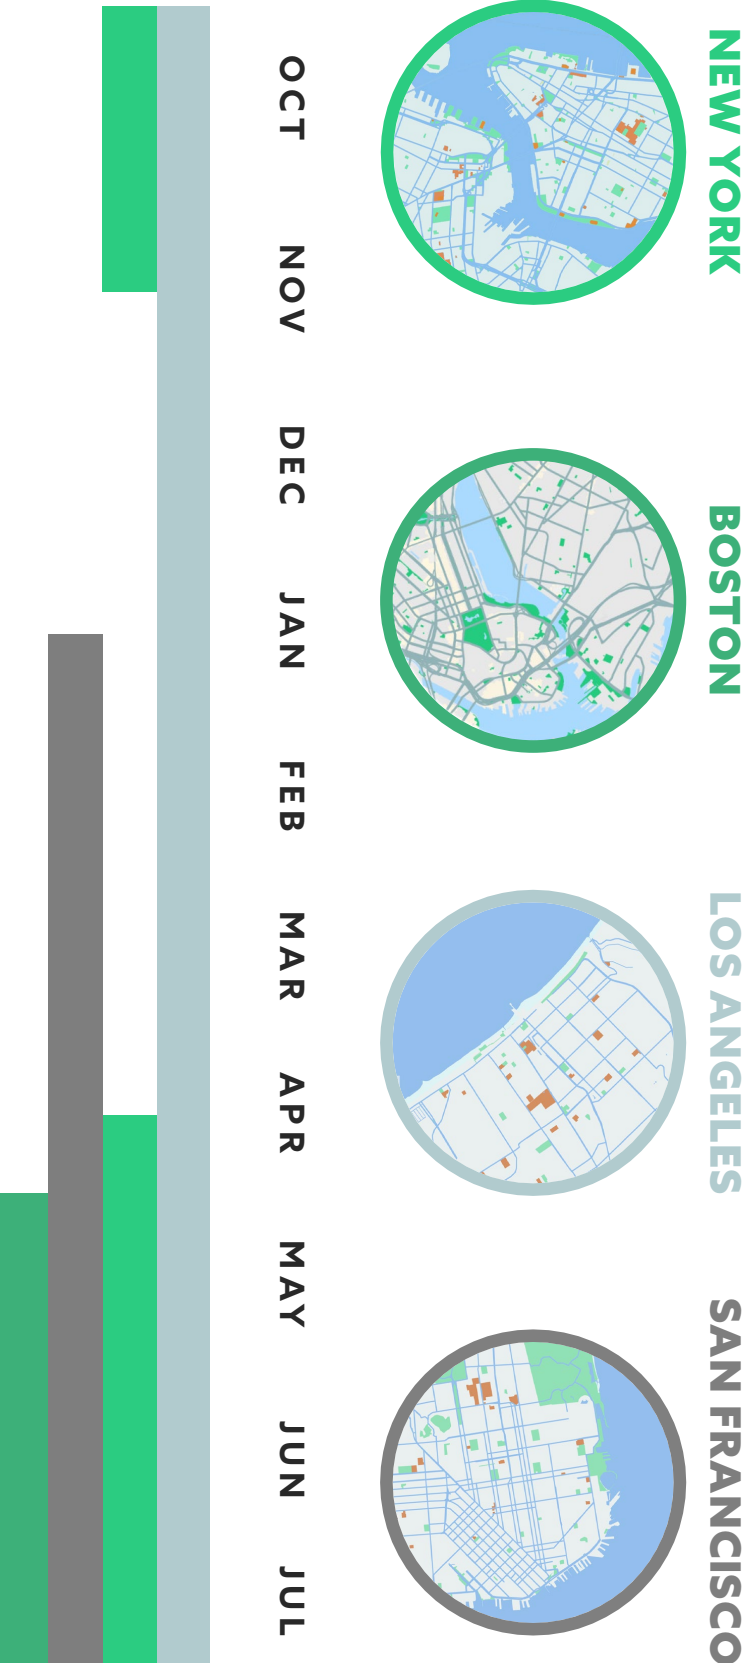 NEW YORK
BOSTON
LOS ANGELES
SAN FRANCISCO
OCT
NOV
DEC
JAN
FEB
MAR
APR
MAY
JUN
JUL